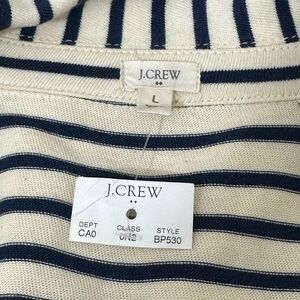 J.CREW
L
J.CREW
DEPT CLASS STYLE
CA0 0N2 BP530